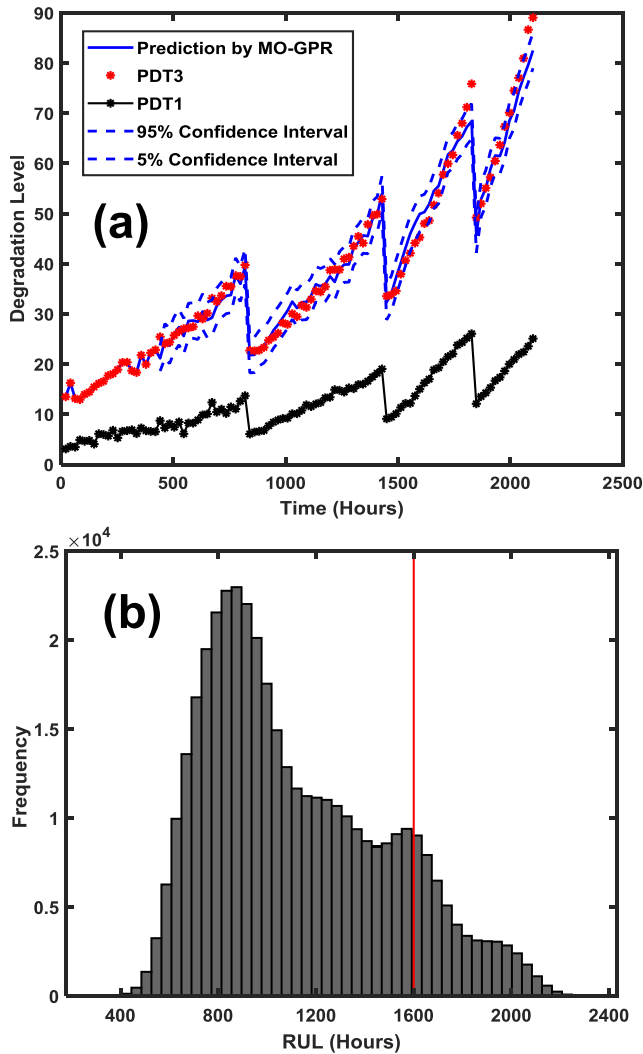 90
80
70
60
50
40
30
20
10
0
Degradation Level
Prediction by MO-GPR
PDT3
PDT1
95% Confidence Interval
5% Confidence Interval
(a)
0 500 1000 1500 2000 2500
Time (Hours)
×10⁴
2.5
2
1.5
1
0.5
0
Frequency
(b)
400 800 1200 1600 2000 2400
RUL (Hours)